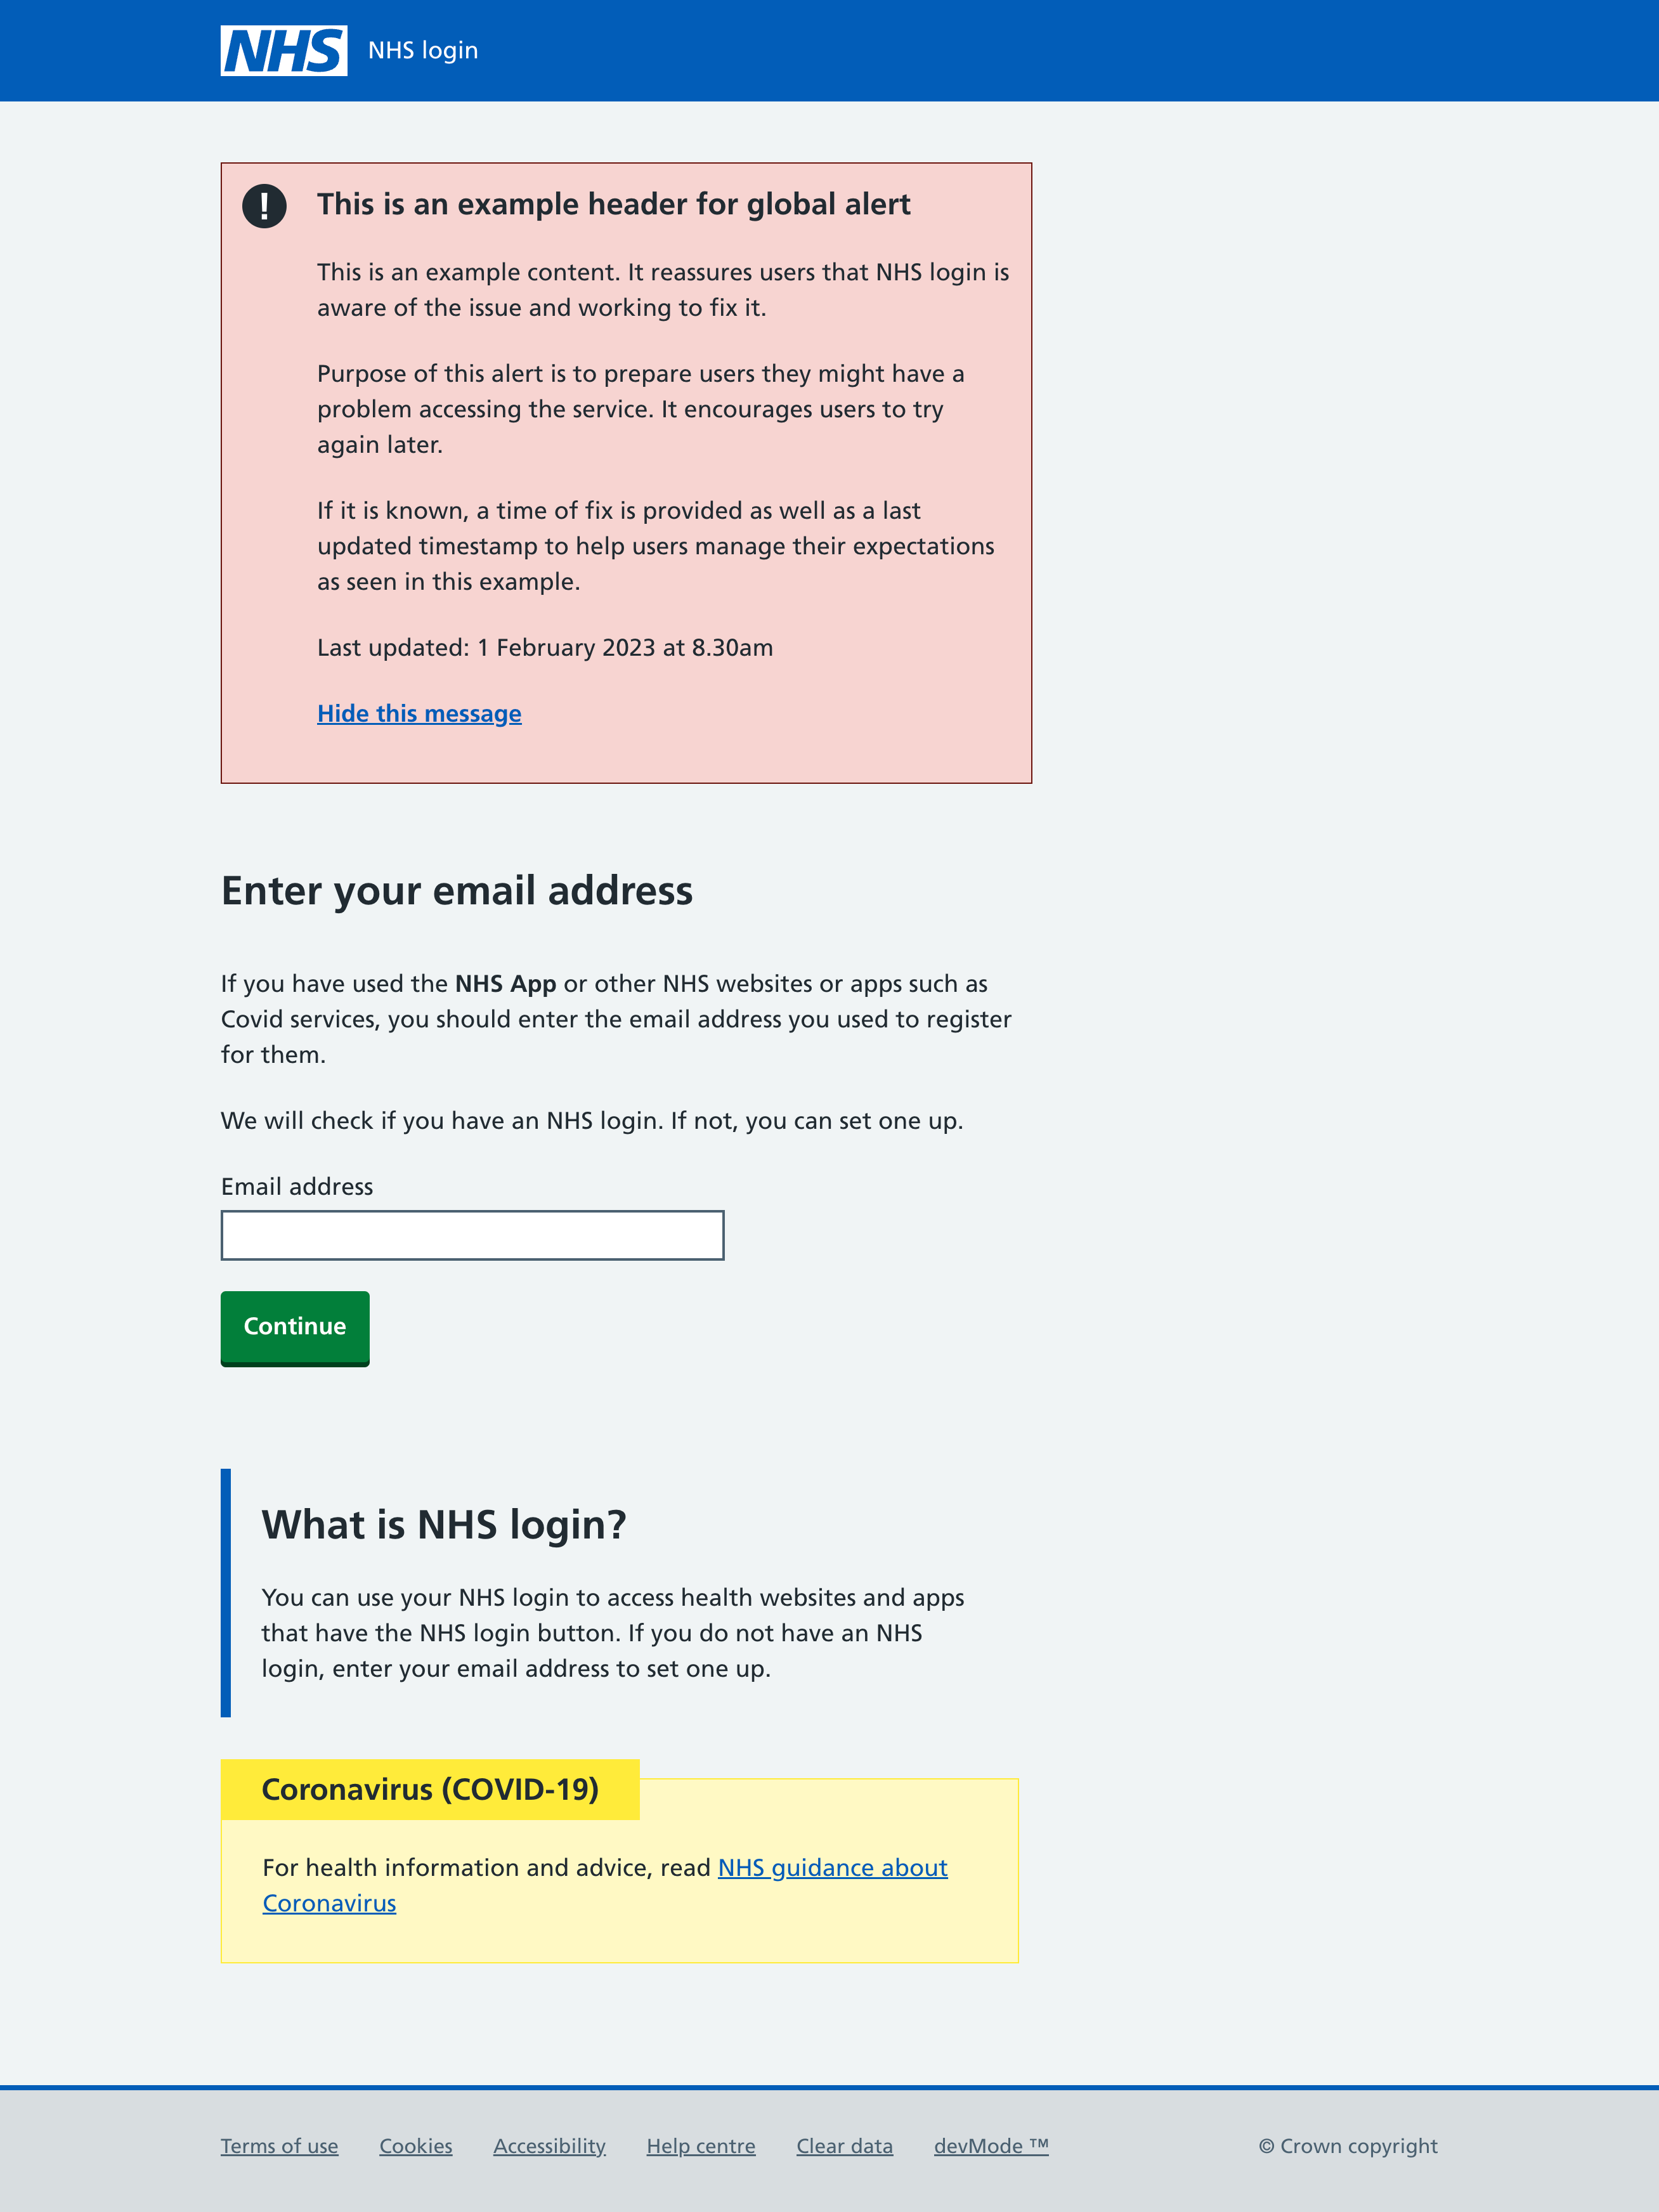 NHS NHS login
! This is an example header for global alert
This is an example content. It reassures users that NHS login is
aware of the issue and working to fix it.
Purpose of this alert is to prepare users they might have a
problem accessing the service. It encourages users to try
again later.
If it is known, a time of fix is provided as well as a last
updated timestamp to help users manage their expectations
as seen in this example.
Last updated: 1 February 2023 at 8.30am
Hide this message
Enter your email address
If you have used the NHS App or other NHS websites or apps such as
Covid services, you should enter the email address you used to register
for them.
We will check if you have an NHS login. If not, you can set one up.
Email address
Continue
What is NHS login?
You can use your NHS login to access health websites and apps
that have the NHS login button. If you do not have an NHS
login, enter your email address to set one up.
Coronavirus (COVID-19)
For health information and advice, read NHS guidance about
Coronavirus
Terms of use Cookies Accessibility Help centre Clear data devMode ™ © Crown copyright